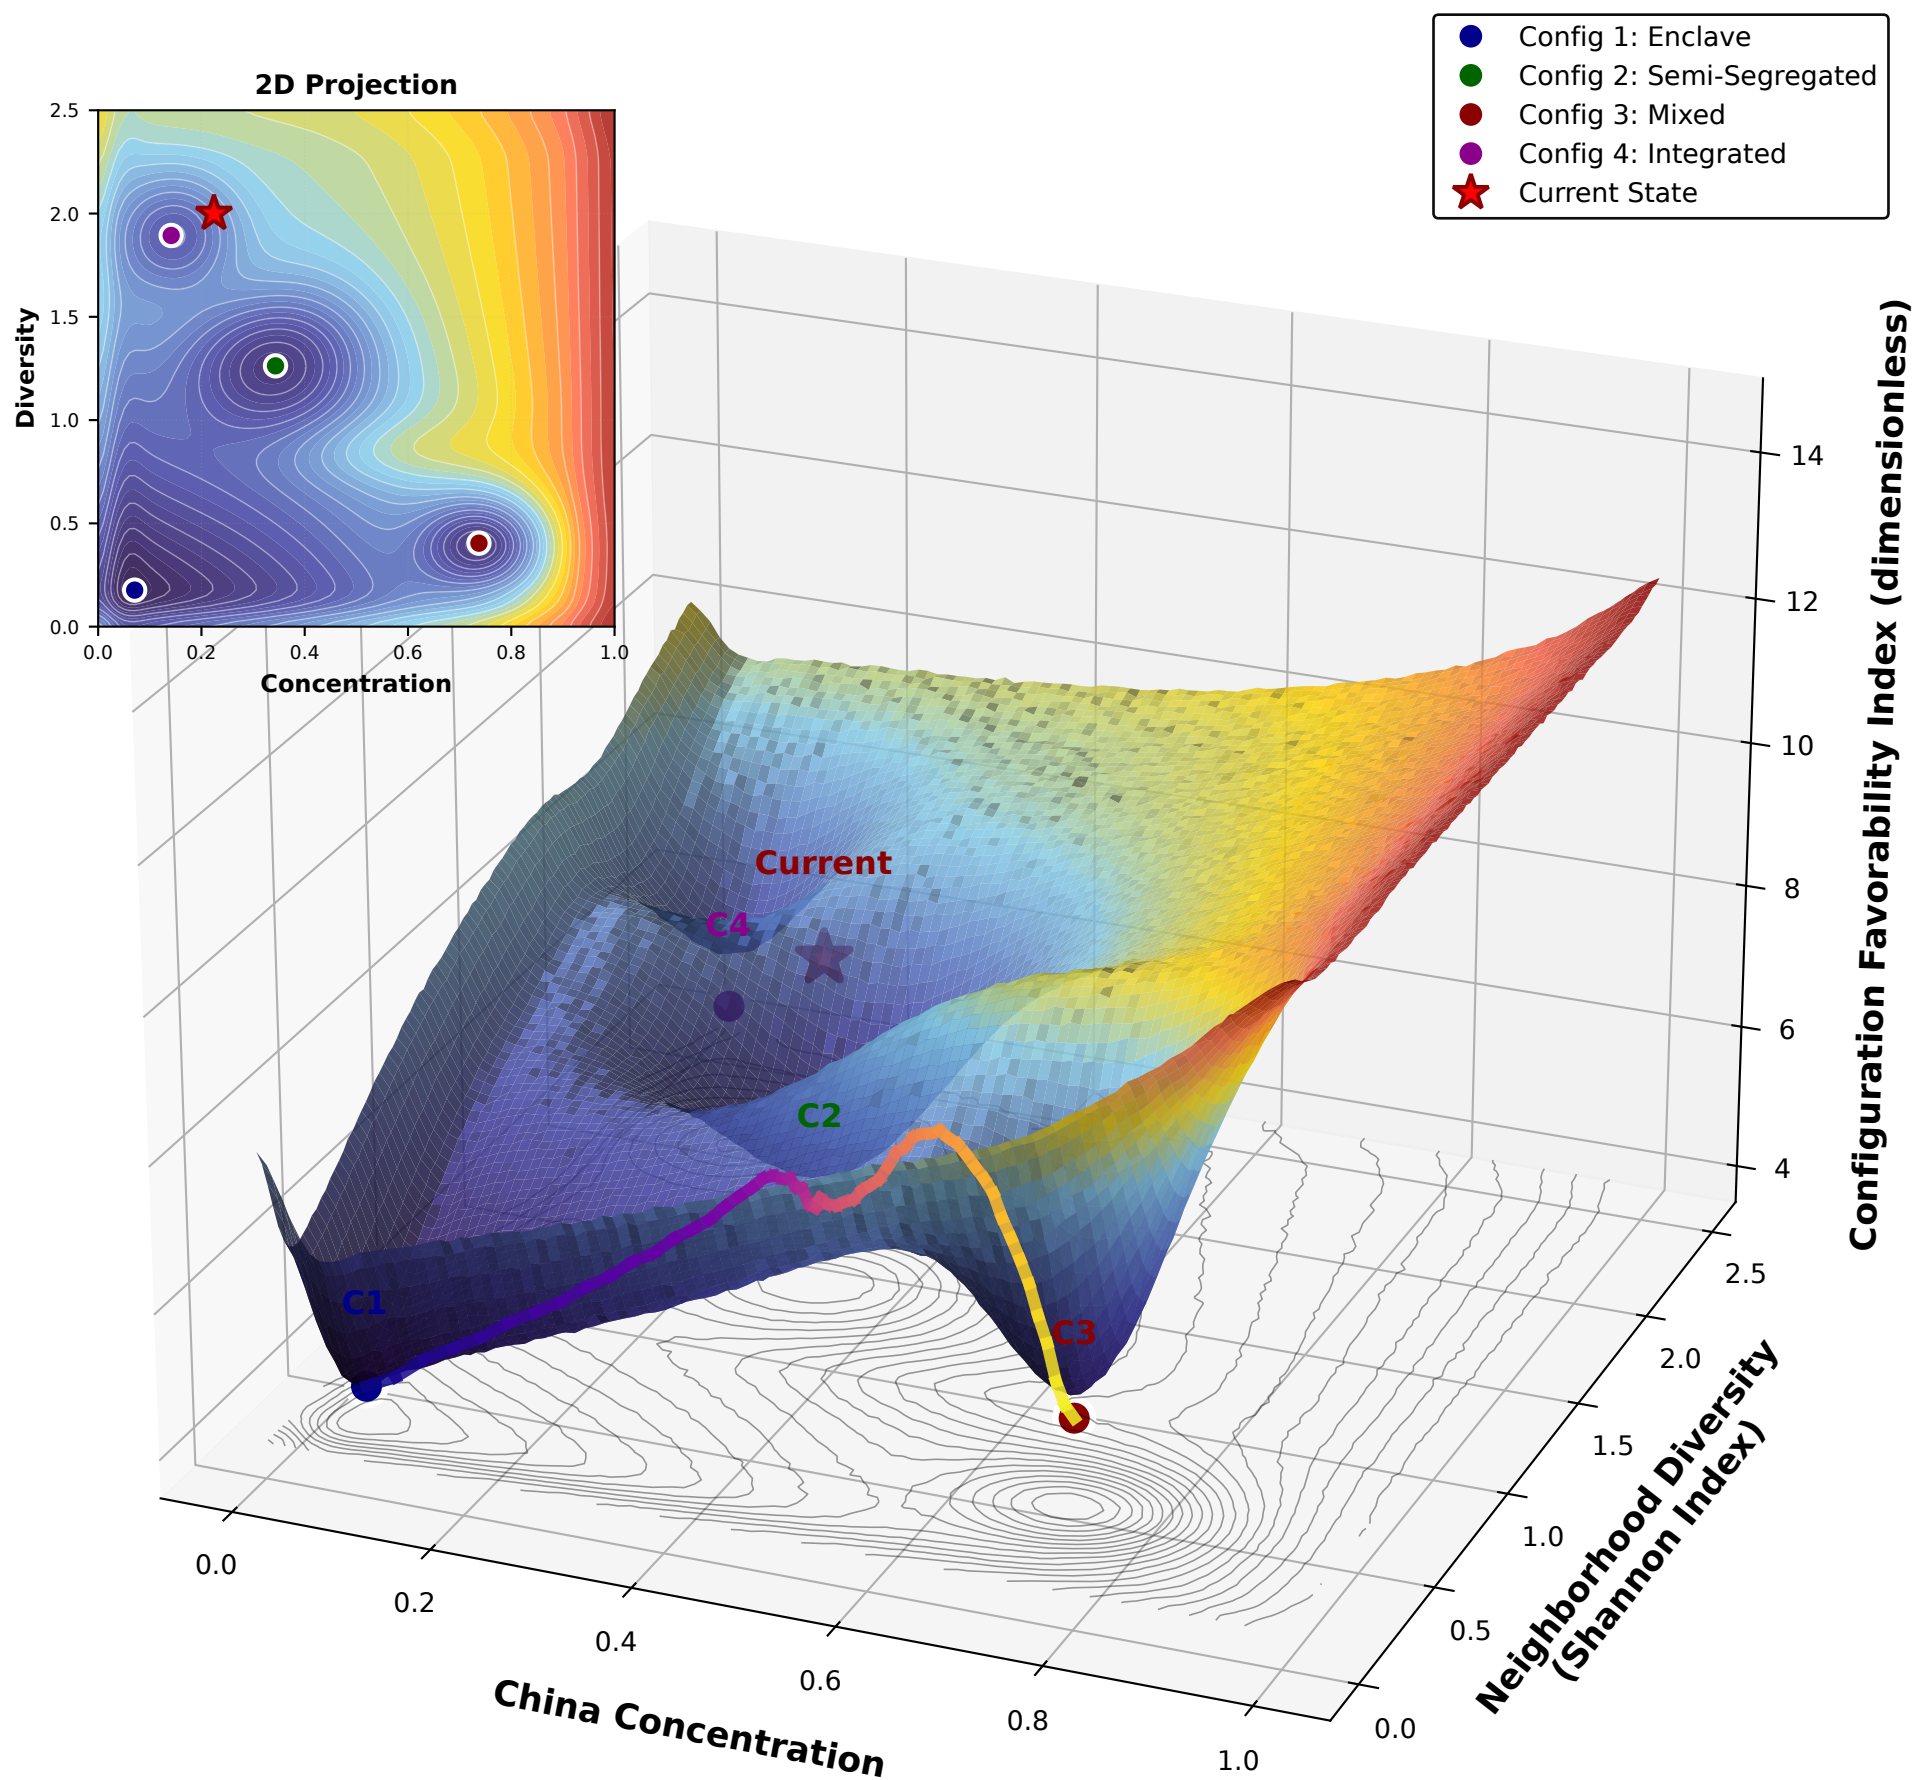 Config 1: Enclave
Config 2: Semi-Segregated
Config 3: Mixed
Config 4: Integrated
Current State
2D Projection
2.5
2.0
1.5
1.0
0.5
0.0
Diversity
0.0 0.2 0.4 0.6 0.8 1.0
Concentration
Current
C4
C2
C1
C3
14
12
10
8
6
4
Configuration Favorability Index (dimensionless)
2.5
2.0
1.5
1.0
0.5
0.0
Neighborhood Diversity
(Shannon Index)
0.0
0.2
0.4
0.6
0.8
1.0
China Concentration